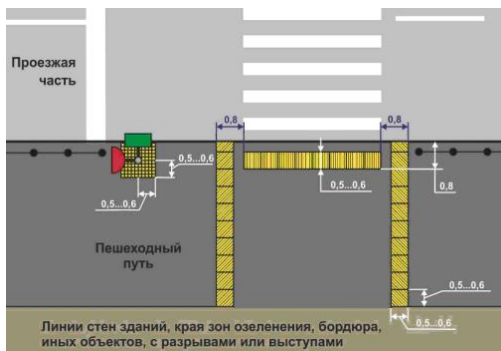 Проезжая
часть
0,8
0,8
0,5...0,6
0,5...0,6
0,5...0,6
0,8
Пешеходный
путь
0,5...0,6
0,5...0,6
Линии стен зданий, края зон озеленения, бордюра,
иных объектов, с разрывами или выступами